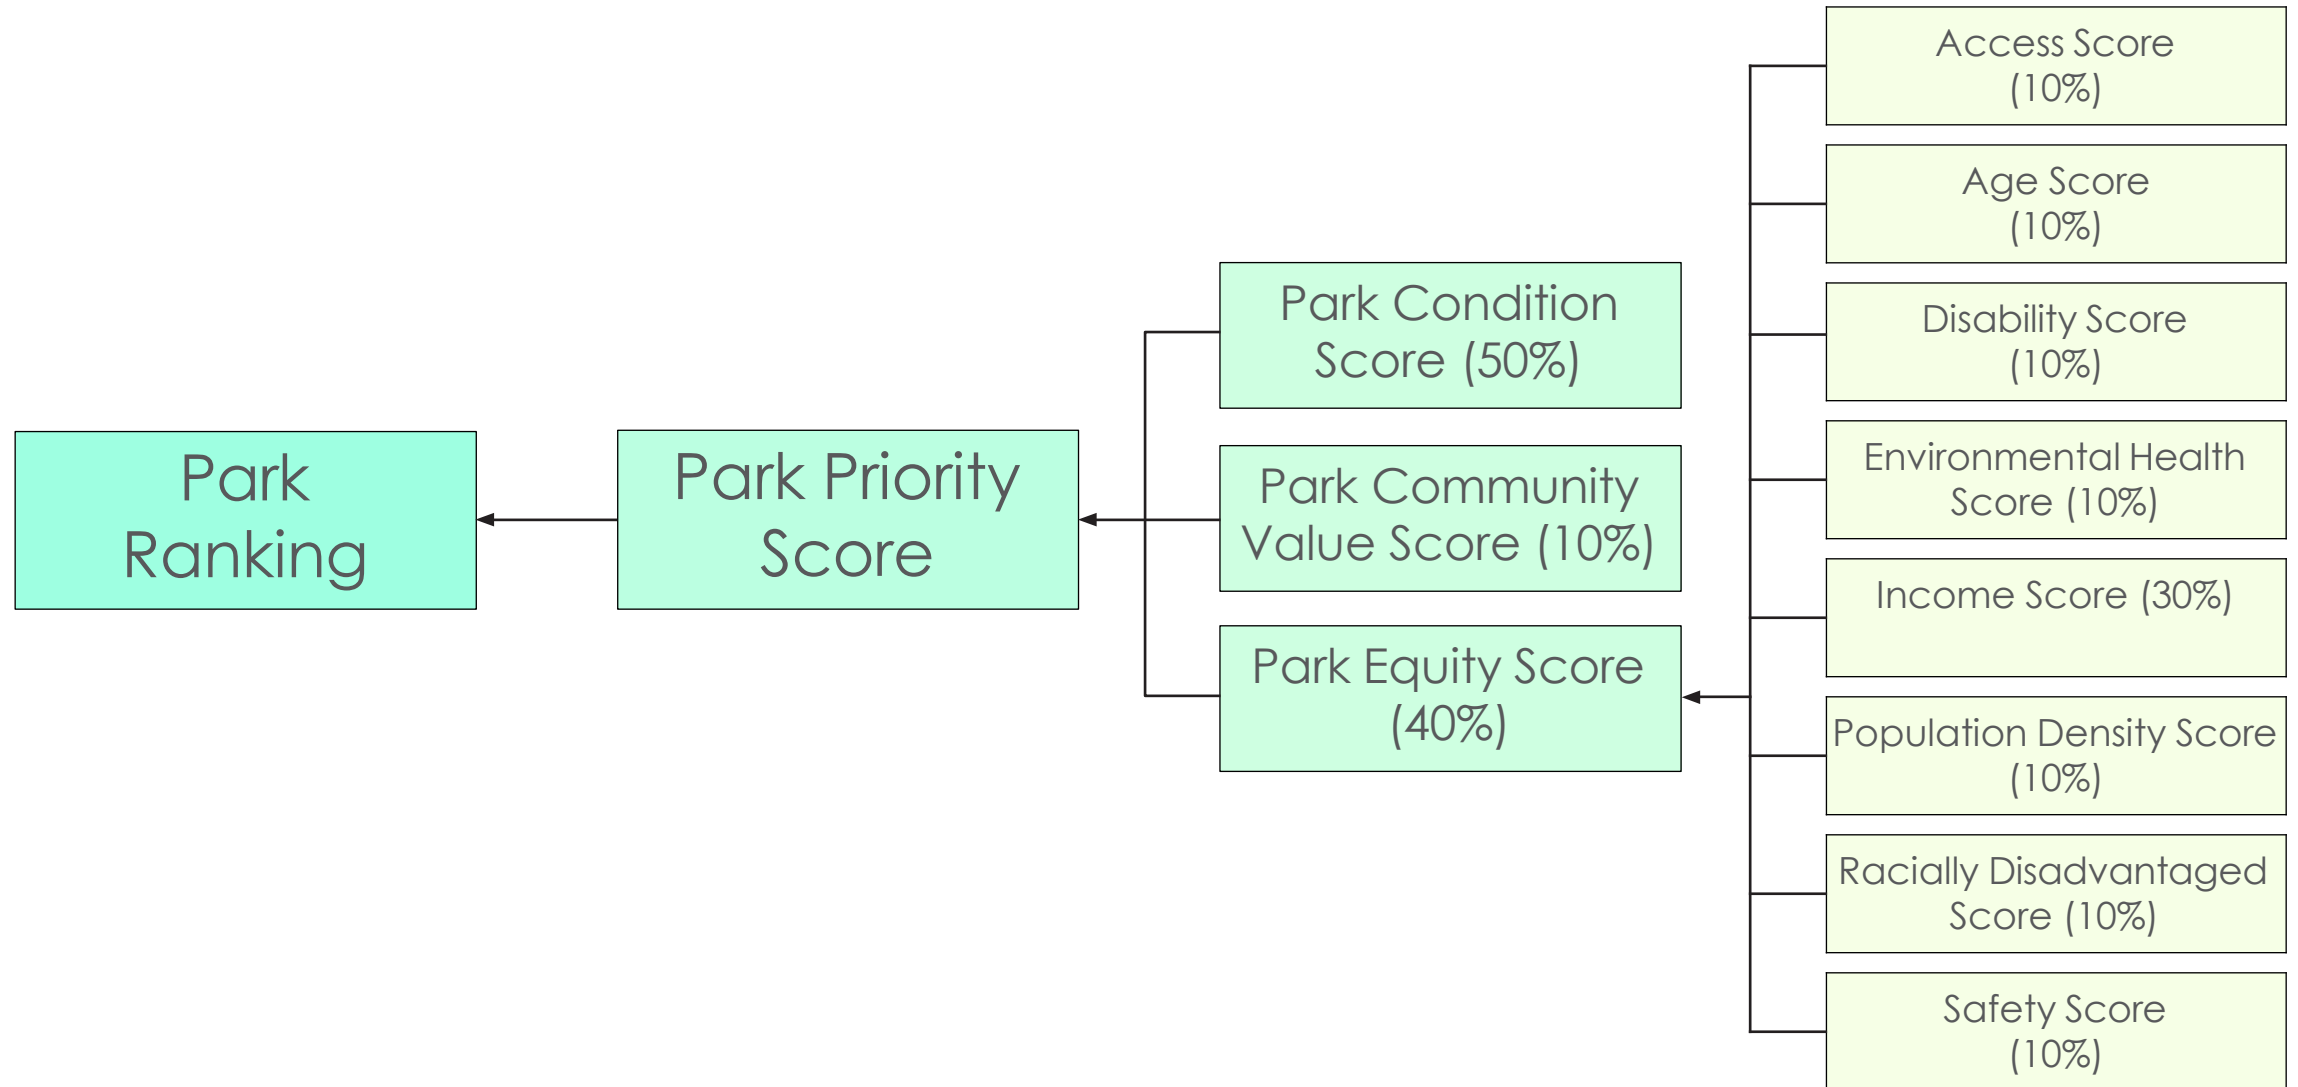 Park
Ranking
Park Priority
Score
Park Condition
Score (50%)
Park Community
Value Score (10%)
Park Equity Score
(40%)
Access Score
(10%)
Age Score
(10%)
Disability Score
(10%)
Environmental Health
Score (10%)
Income Score (30%)
Population Density Score
(10%)
Racially Disadvantaged
Score (10%)
Safety Score
(10%)